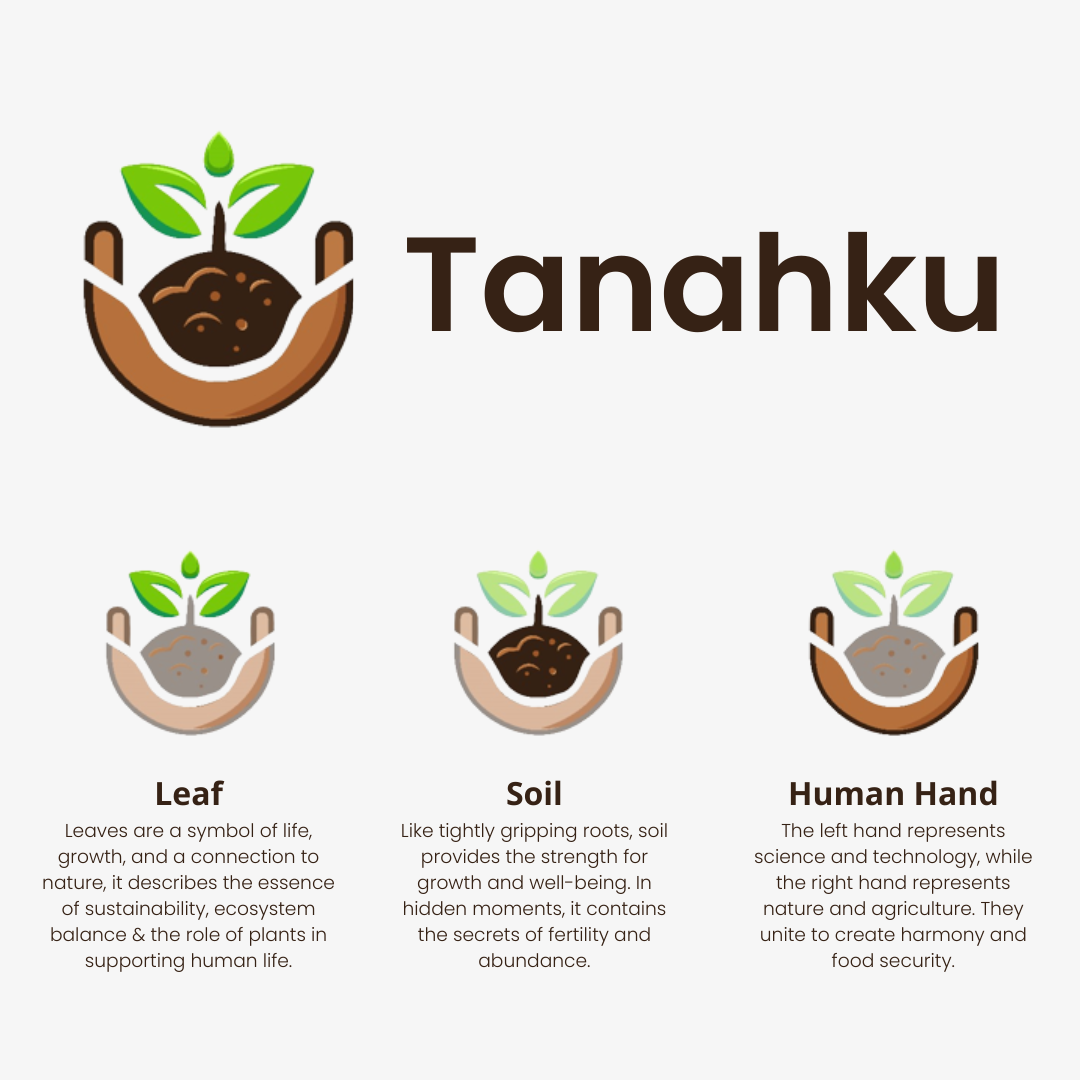 Tanahku
Leaf
Leaves are a symbol of life,
growth, and a connection to
nature, it describes the essence
of sustainability, ecosystem
balance & the role of plants in
supporting human life.
Soil
Like tightly gripping roots, soil
provides the strength for
growth and well-being. In
hidden moments, it contains
the secrets of fertility and
abundance.
Human Hand
The left hand represents
science and technology, while
the right hand represents
nature and agriculture. They
unite to create harmony and
food security.